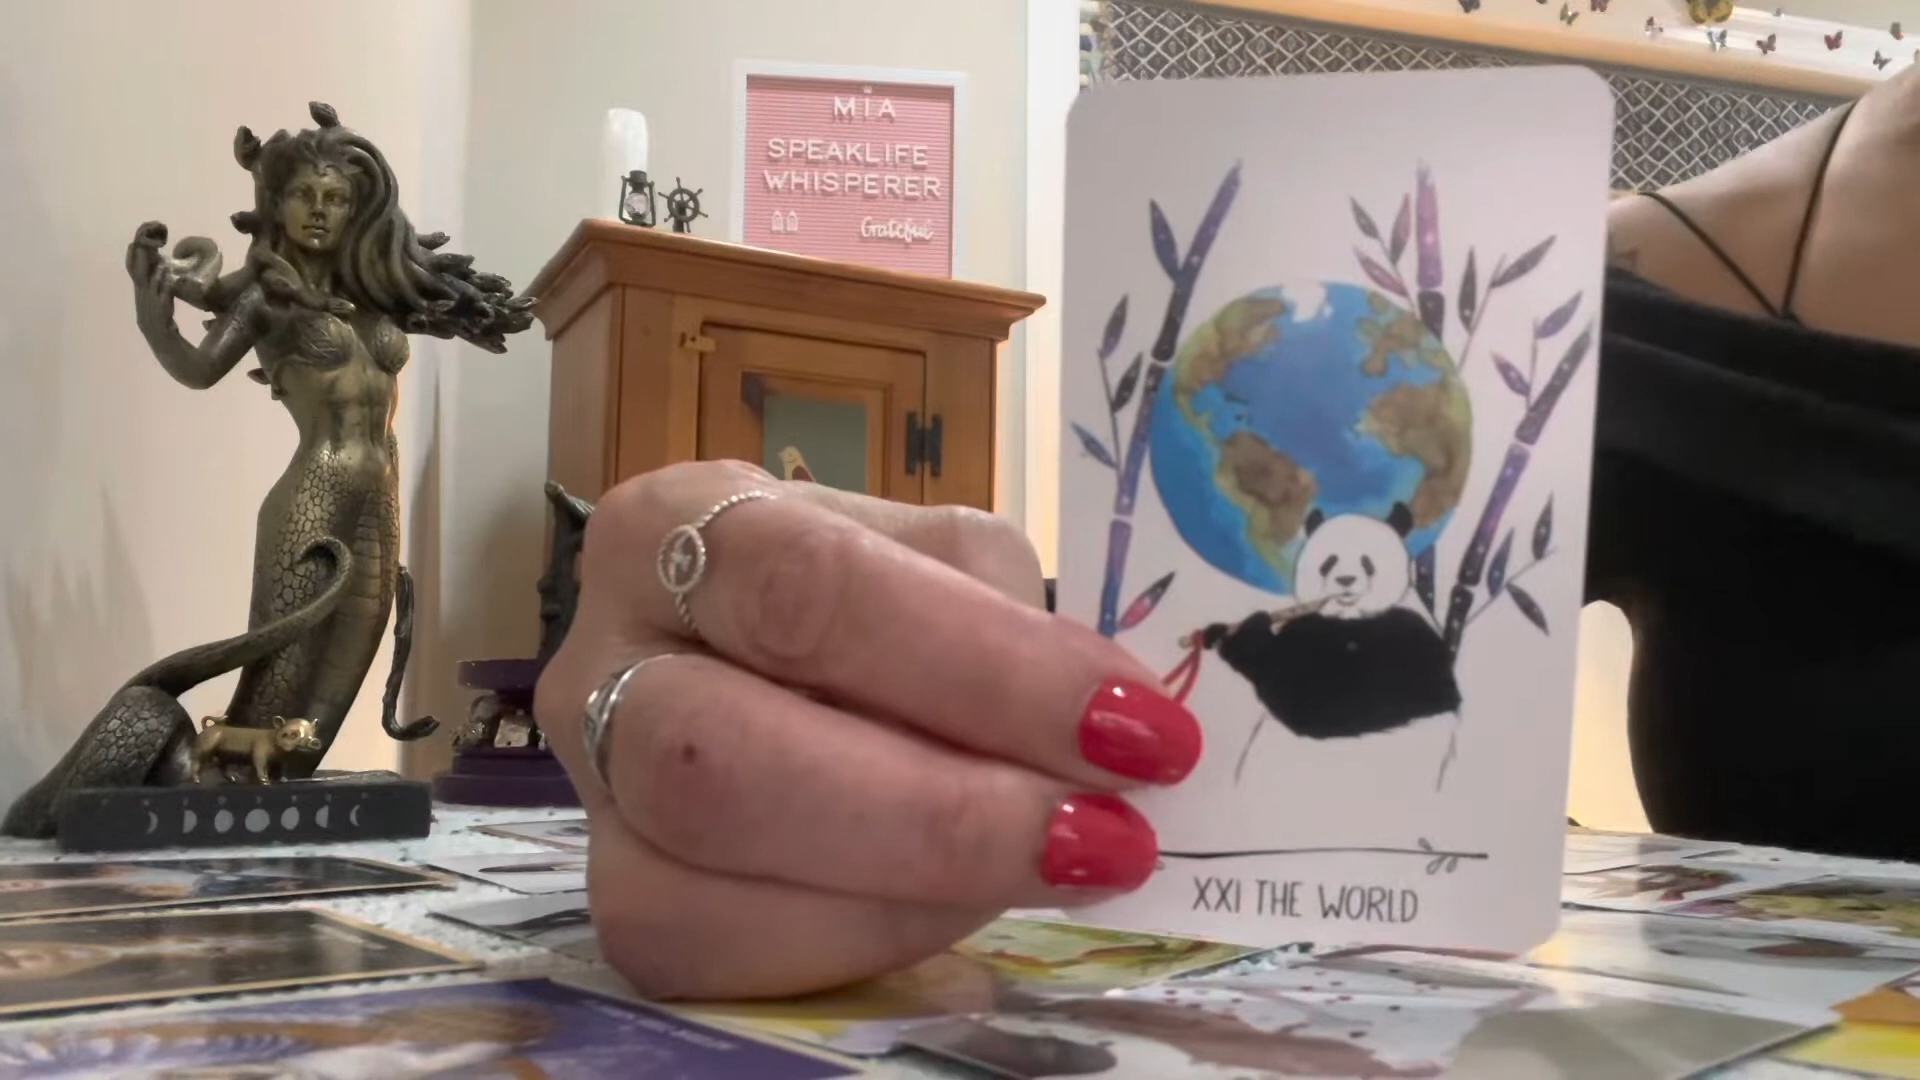 MIA
SPEAKLIFE
WHISPERER
Grateful
XXI THE WORLD